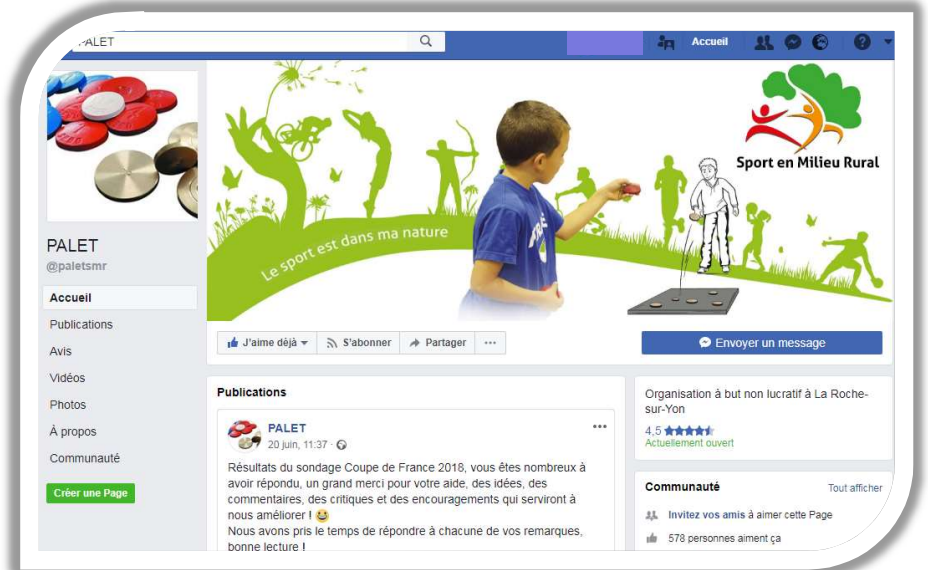 PALET
Accueil
Sport en Milieu Rural
Le sport est dans ma nature
PALET
@paletsmr
Accueil
Publications
Avis
Vidéos
Photos
À propos
Communauté
Créer une Page
J'aime déjà
S'abonner
Partager
Envoyer un message
Publications
PALET
20 juin, 11:37 ·
Résultats du sondage Coupe de France 2018, vous êtes nombreux à
avoir répondu, un grand merci pour votre aide, des idées, des
commentaires, des critiques et des encouragements qui serviront à
nous améliorer !
Nous avons pris le temps de répondre à chacune de vos remarques,
bonne lecture !
Organisation à but non lucratif à La Roche-
sur-Yon
4,5
Actuellement ouvert
Communauté Tout afficher
Invitez vos amis à aimer cette Page
578 personnes aiment ça